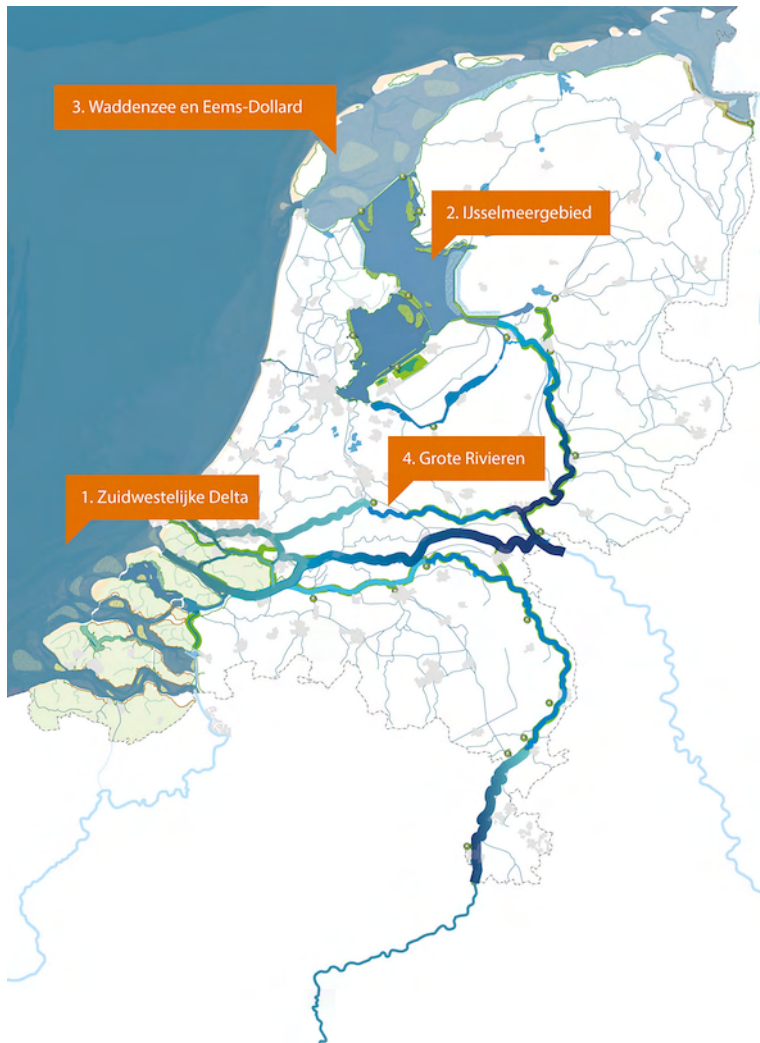 3. Waddenzee en Eems-Dollard
2. IJsselmeergebied
4. Grote Rivieren
1. Zuidwestelijke Delta